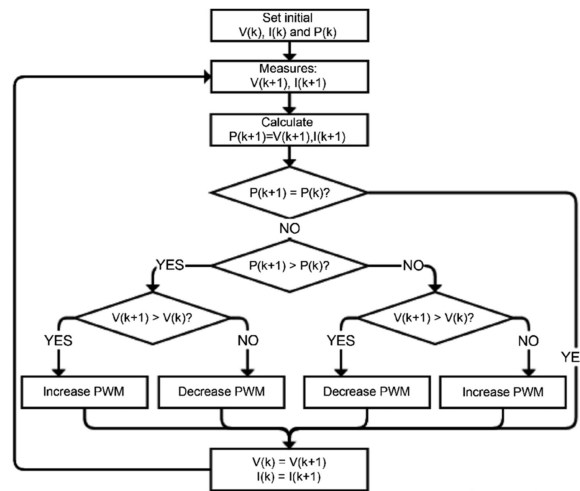 Set initial
V(k), I(k) and P(k)
Measures:
V(k+1), I(k+1)
Calculate
P(k+1)=V(k+1),I(k+1)
P(k+1) = P(k)?
NO
YES
P(k+1) > P(k)?
NO
V(k+1) > V(k)?
V(k+1) > V(k)?
YES
NO
YES
NO
YE
Increase PWM
Decrease PWM
Decrease PWM
Increase PWM
V(k) = V(k+1)
I(k) = I(k+1)